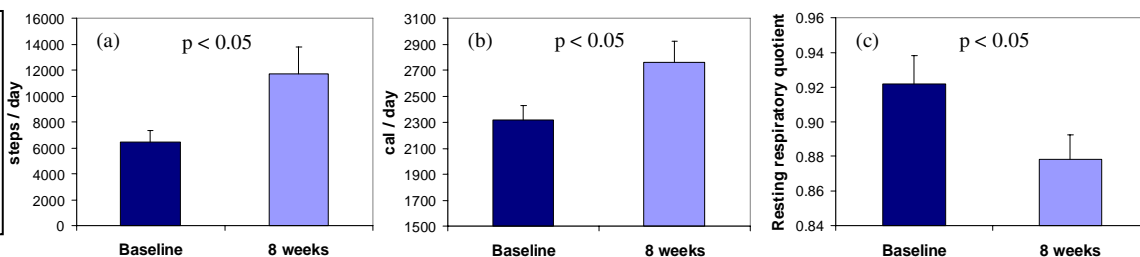 (a)
p < 0.05
steps / day
16000
14000
12000
10000
8000
6000
4000
2000
0
Baseline
8 weeks
(b)
p < 0.05
cal / day
3100
2900
2700
2500
2300
2100
1900
1700
1500
Baseline
8 weeks
(c)
p < 0.05
Resting respiratory quotient
0.96
0.94
0.92
0.90
0.88
0.86
0.84
Baseline
8 weeks